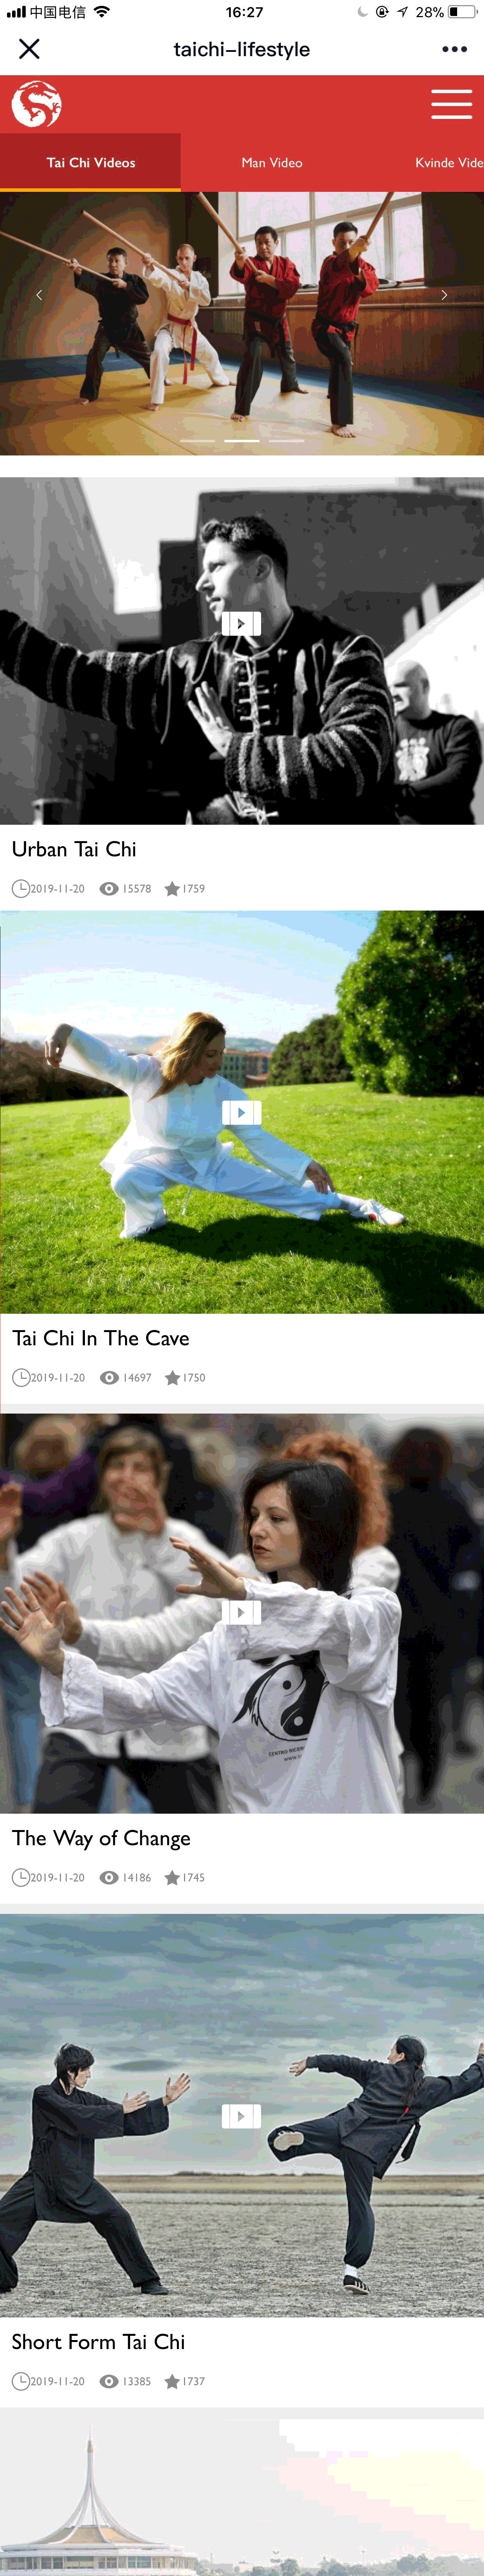 中国电信
16:27
28%
taichi-lifestyle
Tai Chi Videos
Man Video
Kvinde Vide
Urban Tai Chi
2019-11-20 15578 1759
Tai Chi In The Cave
2019-11-20 14697 1750
The Way of Change
2019-11-20 14186 1745
Short Form Tai Chi
2019-11-20 13385 1737